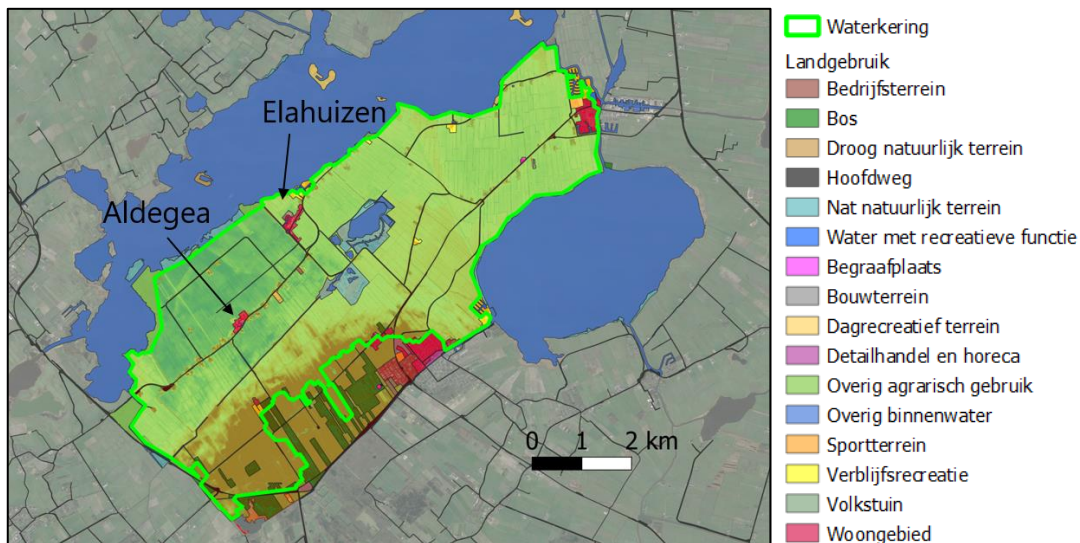 Elahuizen
Aldegea
0 1 2 km
Waterkering
Landgebruik
Bedrijfsterrein
Bos
Droog natuurlijk terrein
Hoofdweg
Nat natuurlijk terrein
Water met recreatieve functie
Begraafplaats
Bouwterrein
Dagrecreatief terrein
Detailhandel en horeca
Overig agrarisch gebruik
Overig binnenwater
Sportterrein
Verblijfsrecreatie
Volkstuin
Woongebied